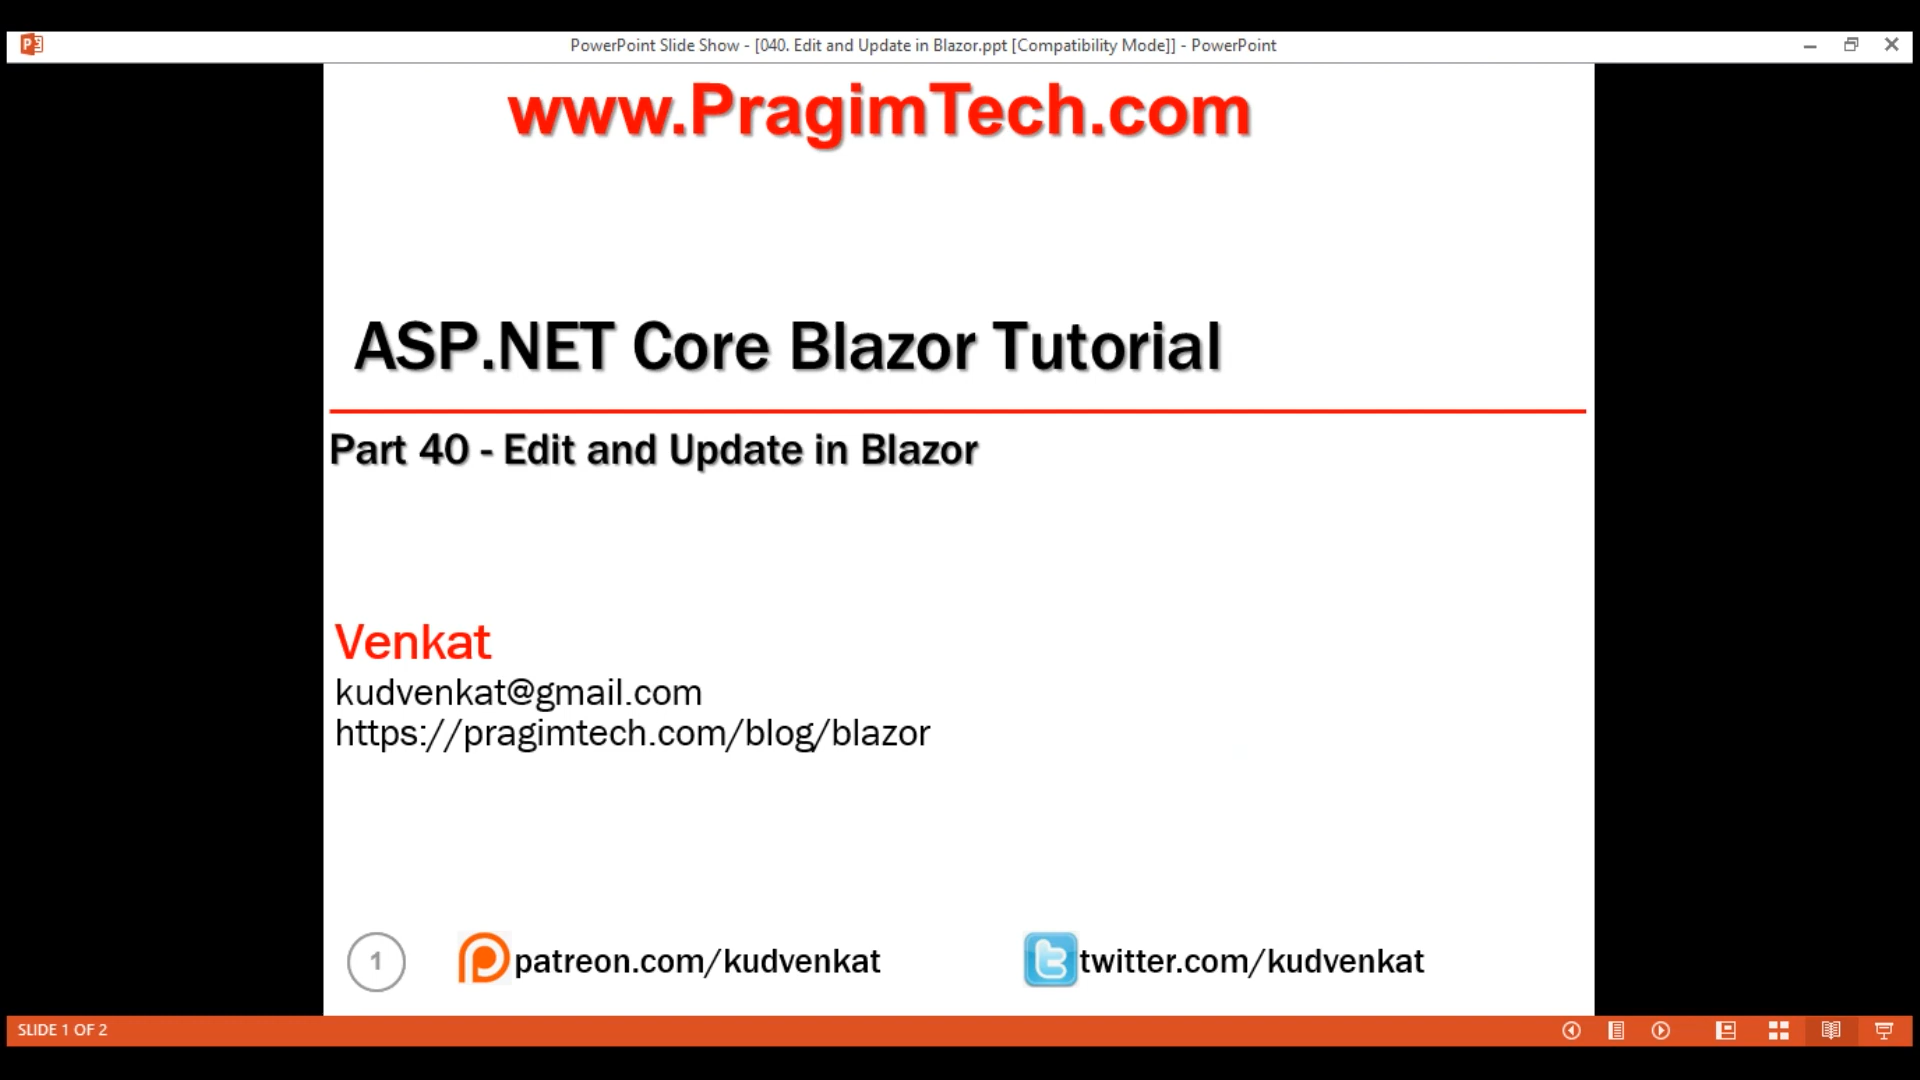 PowerPoint Slide Show - [040. Edit and Update in Blazor.ppt [Compatibility Mode]] - PowerPoint
www.PragimTech.com
ASP.NET Core Blazor Tutorial
Part 40 - Edit and Update in Blazor
Venkat
kudvenkat@gmail.com
https://pragimtech.com/blog/blazor
1
patreon.com/kudvenkat
twitter.com/kudvenkat
SLIDE 1 OF 2